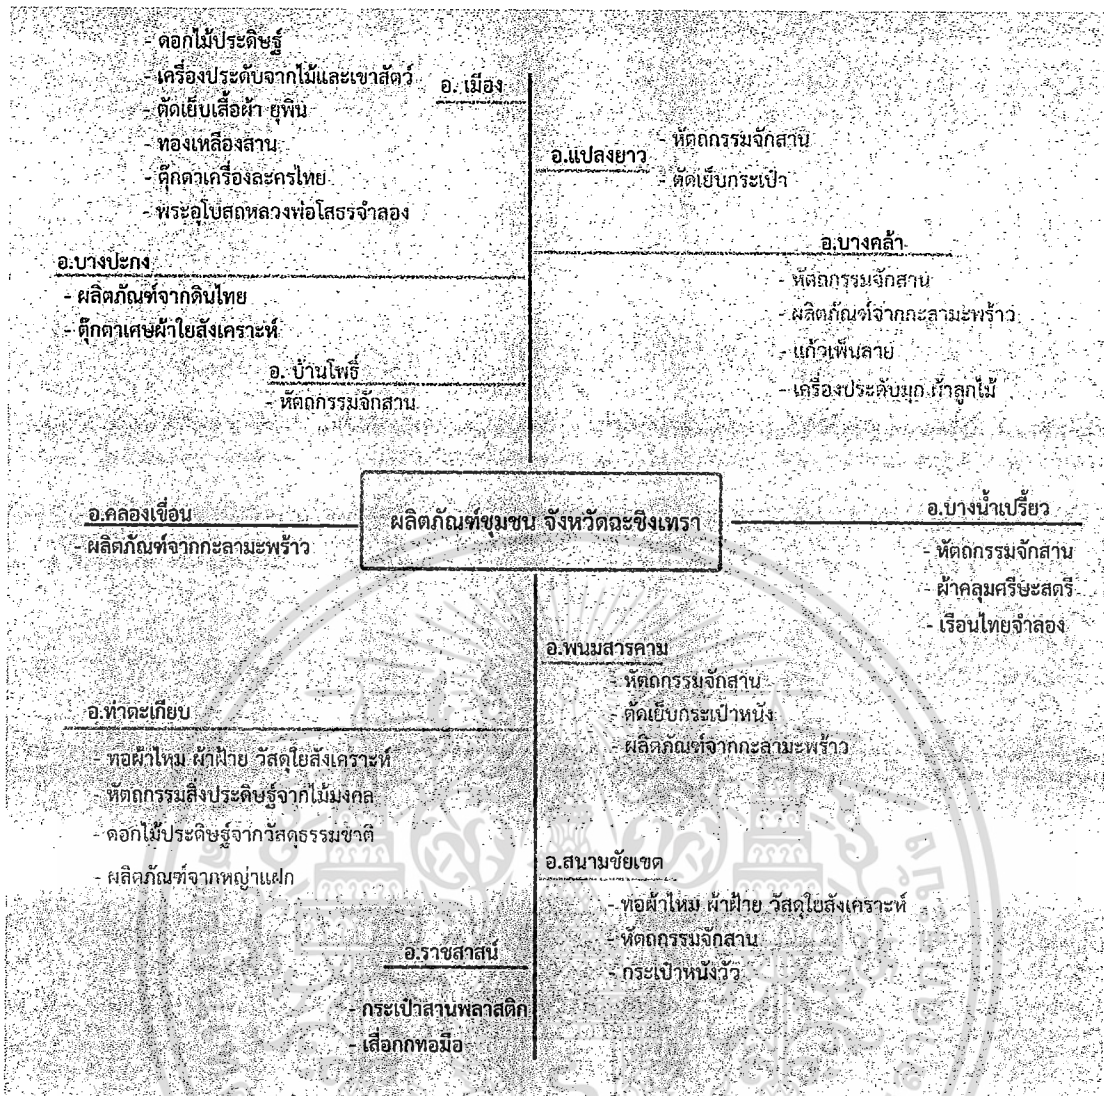 - ดอกไม้ประดิษฐ์
- เครื่องประดับจากไม้และเขาสัตว์
- ตัดเย็บเสื้อผ้า ยุพิน
- ทองเหลืองสาน
- ตุ๊กตาเครื่องละครไทย
- พระอุโบสถหลวงพ่อโสธรจำลอง
อ. เมือง
อ.แปลงยาว
- หัตถกรรมจักสาน
- ตัดเย็บกระเป๋า
อ.บางปะกง
- ผลิตภัณฑ์จากดินไทย
- ตุ๊กตาเศษผ้าใยสังเคราะห์
อ.บางคล้า
- หัตถกรรมจักสาน
- ผลิตภัณฑ์จากกะลามะพร้าว
- แก้วเพ้นลาย
- เครื่องประดับมุก ผ้าลูกไม้
อ. บ้านโพธิ์
- หัตถกรรมจักสาน
อ.คลองเขื่อน
- ผลิตภัณฑ์จากกะลามะพร้าว
ผลิตภัณฑ์ชุมชน จังหวัดฉะชิงเทรา
อ.บางน้ำเปรี้ยว
- หัตถกรรมจักสาน
- ผ้าคลุมศรีษะสตรี
- เรือนไทยจำลอง
อ.พนมสารคาม
- หัตถกรรมจักสาน
- ตัดเย็บกระเป๋าหนัง
- ผลิตภัณฑ์จากกะลามะพร้าว
อ.ท่าตะเกียบ
- ทอผ้าไหม ผ้าฝ้าย วัสดุใยสังเคราะห์
- หัตถกรรมสิ่งประดิษฐ์จากไม้มงคล
- ดอกไม้ประดิษฐ์จากวัสดุธรรมชาติ
- ผลิตภัณฑ์จากหญ่าแฝก
อ.สนามชัยเขต
- ทอผ้าไหม ผ้าฝ้าย วัสดุใยสังเคราะห์
- หัตถกรรมจักสาน
- กระเป๋าหนังวัว
อ.ราชสาสน์
- กระเป๋าสานพลาสติก
- เสื่อกกทอมือ